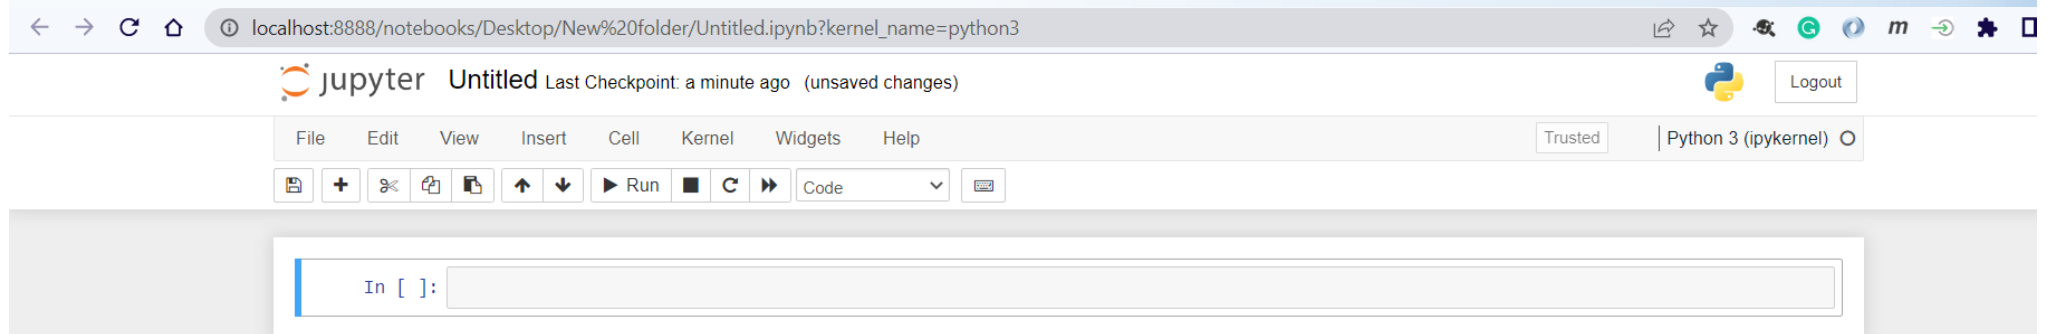 localhost:8888/notebooks/Desktop/New%20folder/Untitled.ipynb?kernel_name=python3
jupyter Untitled Last Checkpoint: a minute ago (unsaved changes) Logout
File Edit View Insert Cell Kernel Widgets Help Trusted Python 3 (ipykernel)
Run Code
In [ ]: